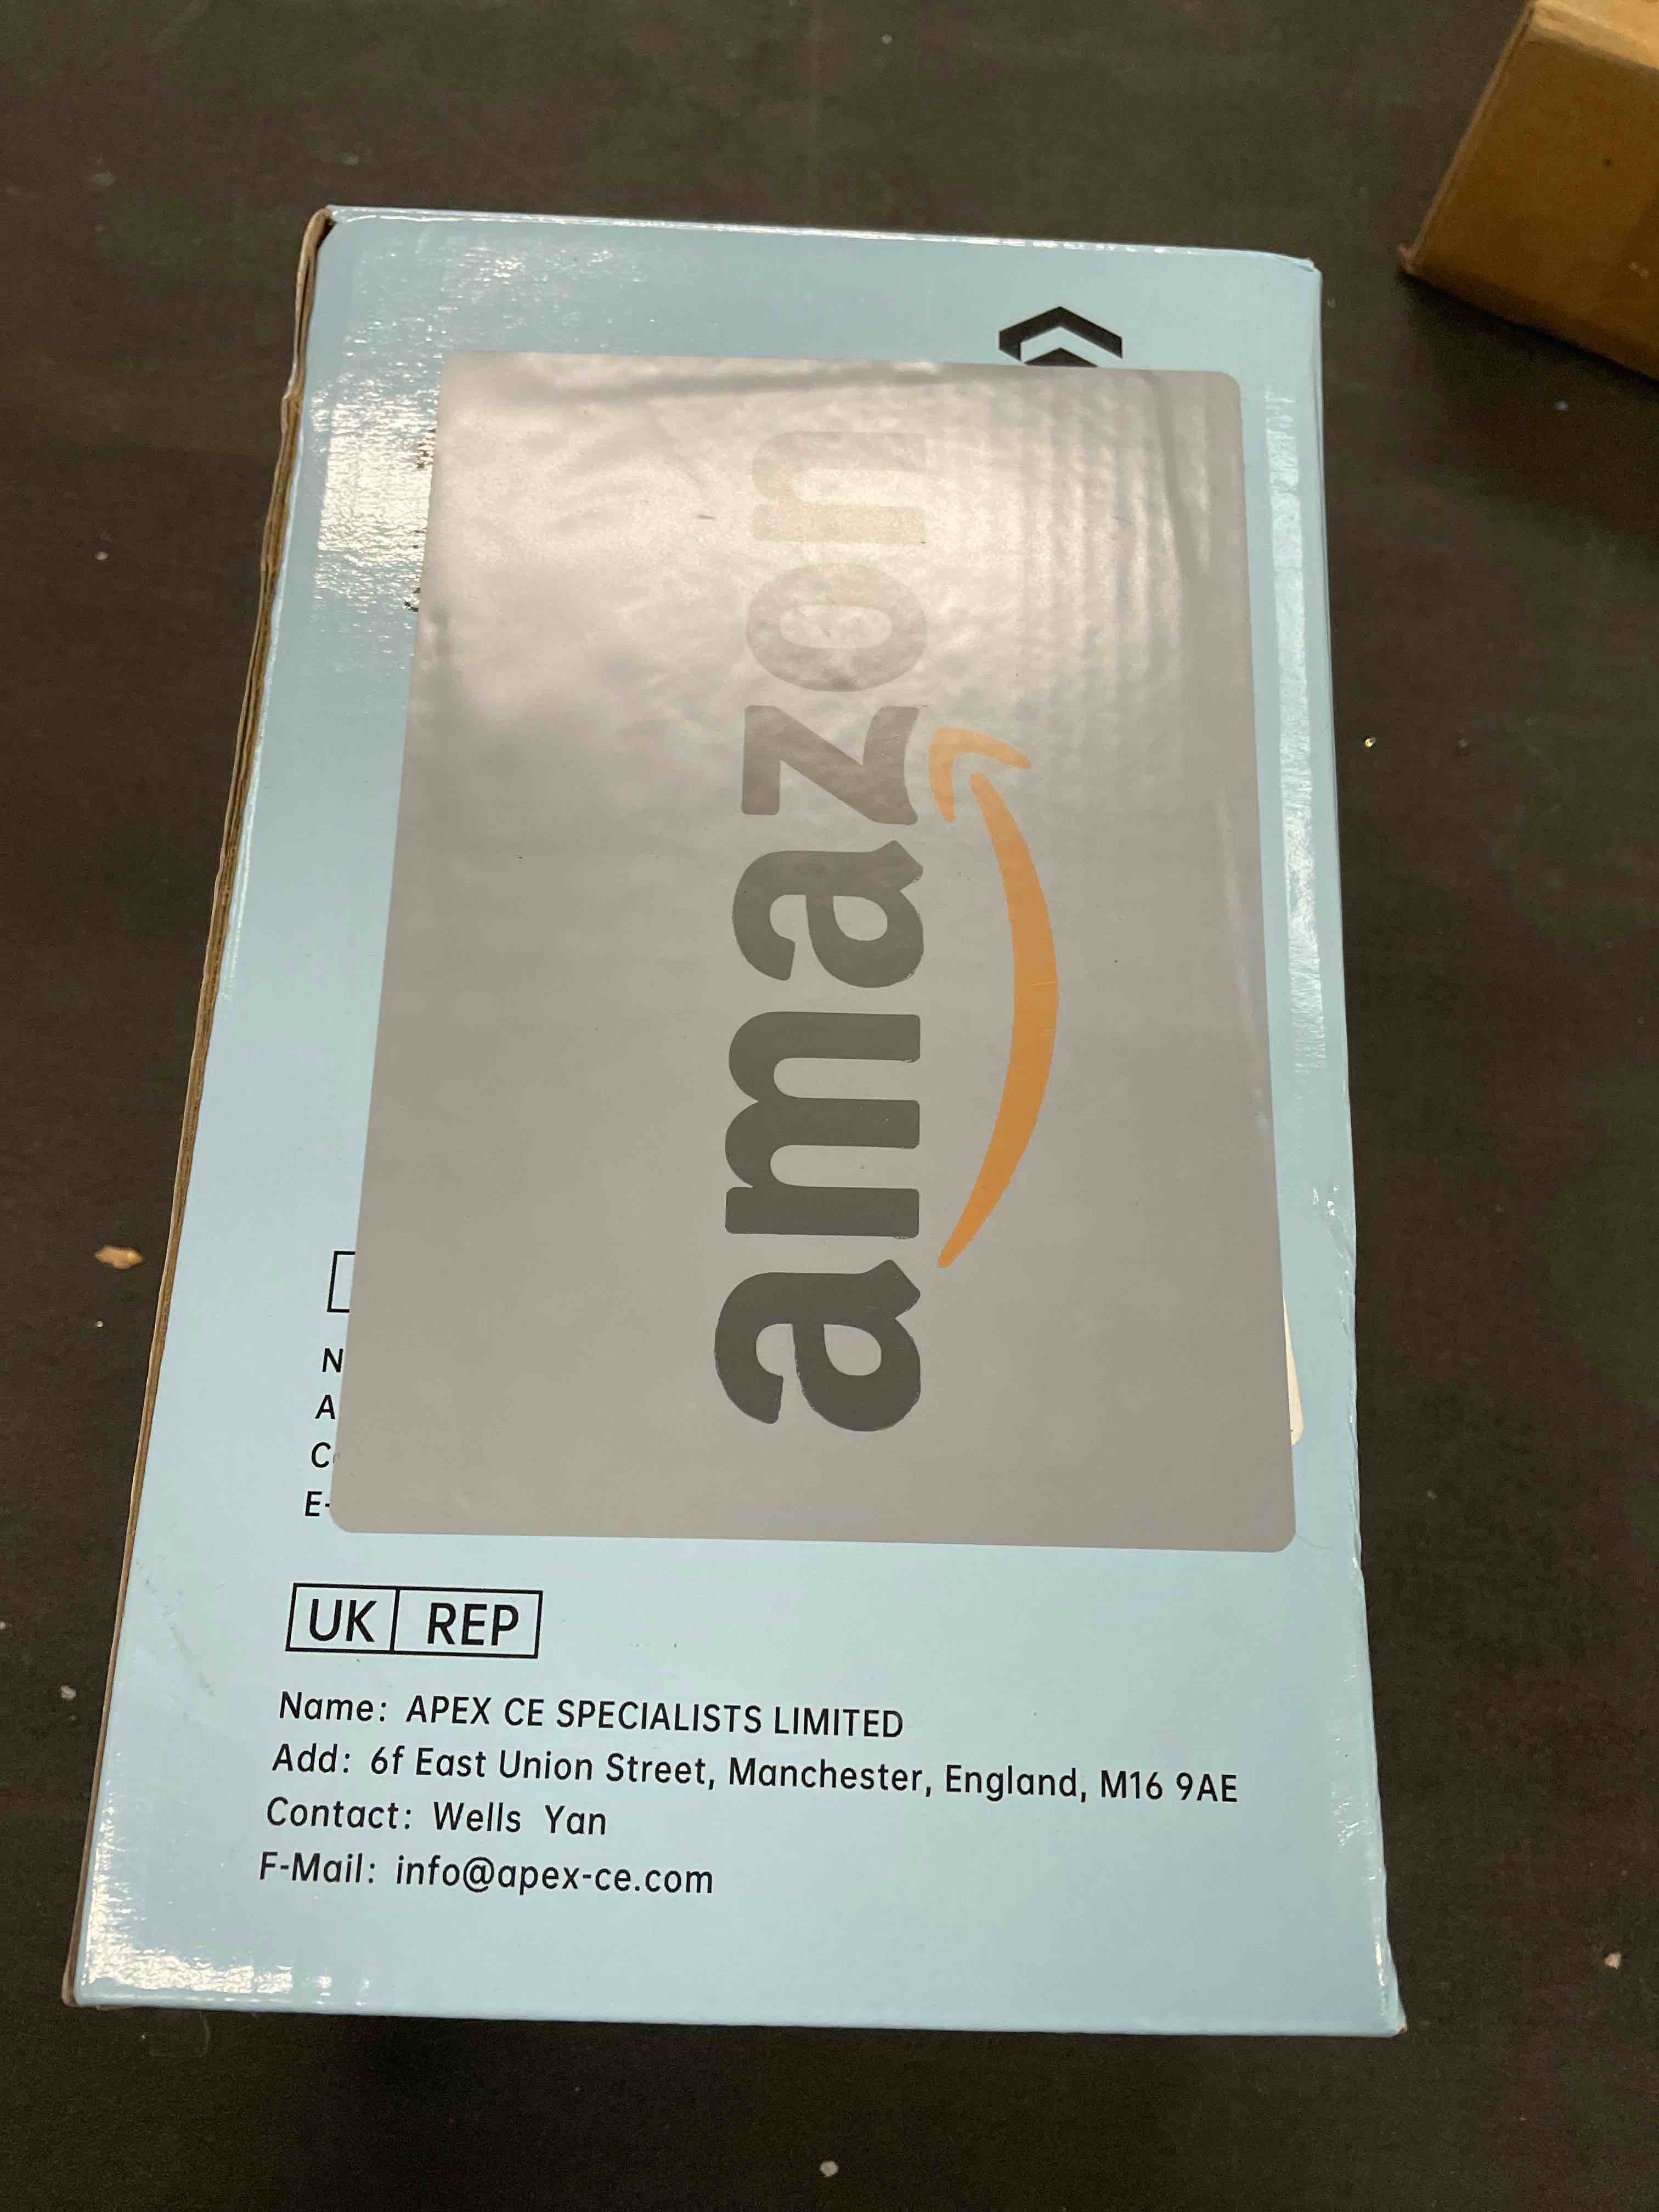 amazon
N
A
C
E-
UK REP
Name: APEX CE SPECIALISTS LIMITED
Add: 6f East Union Street, Manchester, England, M16 9AE
Contact: Wells Yan
F-Mail: info@apex-ce.com